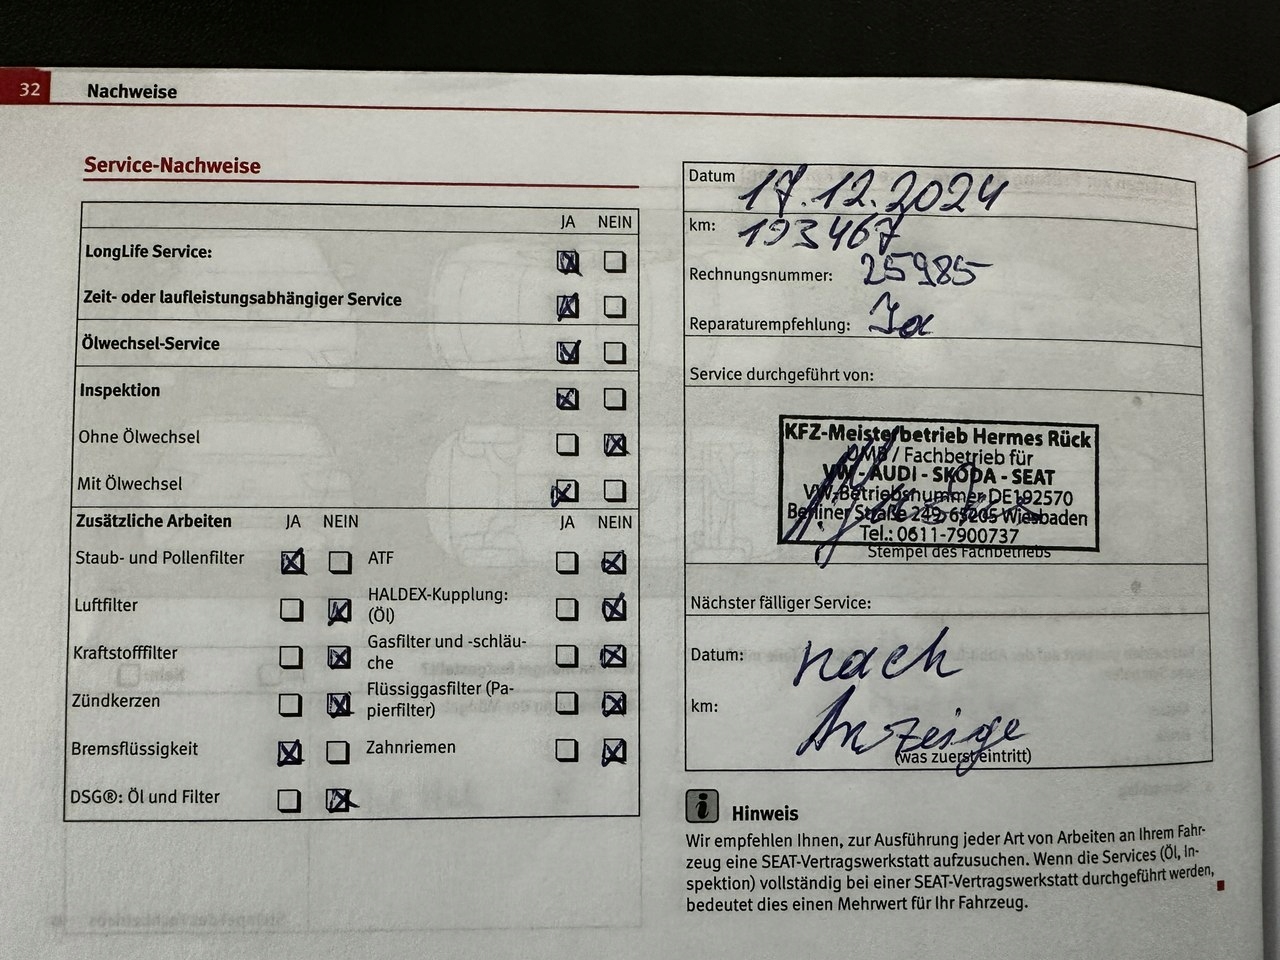 32 Nachweise
Service-Nachweise
JA NEIN
LongLife Service: ☒ ☐
Zeit- oder laufleistungsabhängiger Service ☒ ☐
Ölwechsel-Service ☒ ☐
Inspektion ☒ ☐
Ohne Ölwechsel ☐ ☒
Mit Ölwechsel ☒ ☐
Zusätzliche Arbeiten JA NEIN JA NEIN
Staub- und Pollenfilter ☒ ☐ ATF ☐ ☒
Luftfilter ☐ ☒ HALDEX-Kupplung:
(Öl) ☐ ☒
Kraftstofffilter ☐ ☒ Gasfilter und -schläu-
che ☐ ☒
Zündkerzen ☐ ☒ Flüssiggasfilter (Pa-
pierfilter) ☐ ☒
Bremsflüssigkeit ☒ ☐ Zahnriemen ☐ ☒
DSG®: Öl und Filter ☐ ☒
Datum 17.12.2024
km: 193467
Rechnungsnummer: 25985
Reparaturempfehlung: Ja
Service durchgeführt von:
KFZ-Meisterbetrieb Hermes Rück
/ Fachbetrieb für
VW - AUDI - SKODA - SEAT
VW-Betriebsnummer DE192570
Berliner Straße 249, 65205 Wiesbaden
Tel.: 0611-7900737
Stempel des Fachbetriebs
Nächster fälliger Service:
Datum: nach
km: Anzeige
(was zuerst eintritt)
Hinweis
Wir empfehlen Ihnen, zur Ausführung jeder Art von Arbeiten an Ihrem Fahr-
zeug eine SEAT-Vertragswerkstatt aufzusuchen. Wenn die Services (Öl, In-
spektion) vollständig bei einer SEAT-Vertragswerkstatt durchgeführt werden,
bedeutet dies einen Mehrwert für Ihr Fahrzeug.